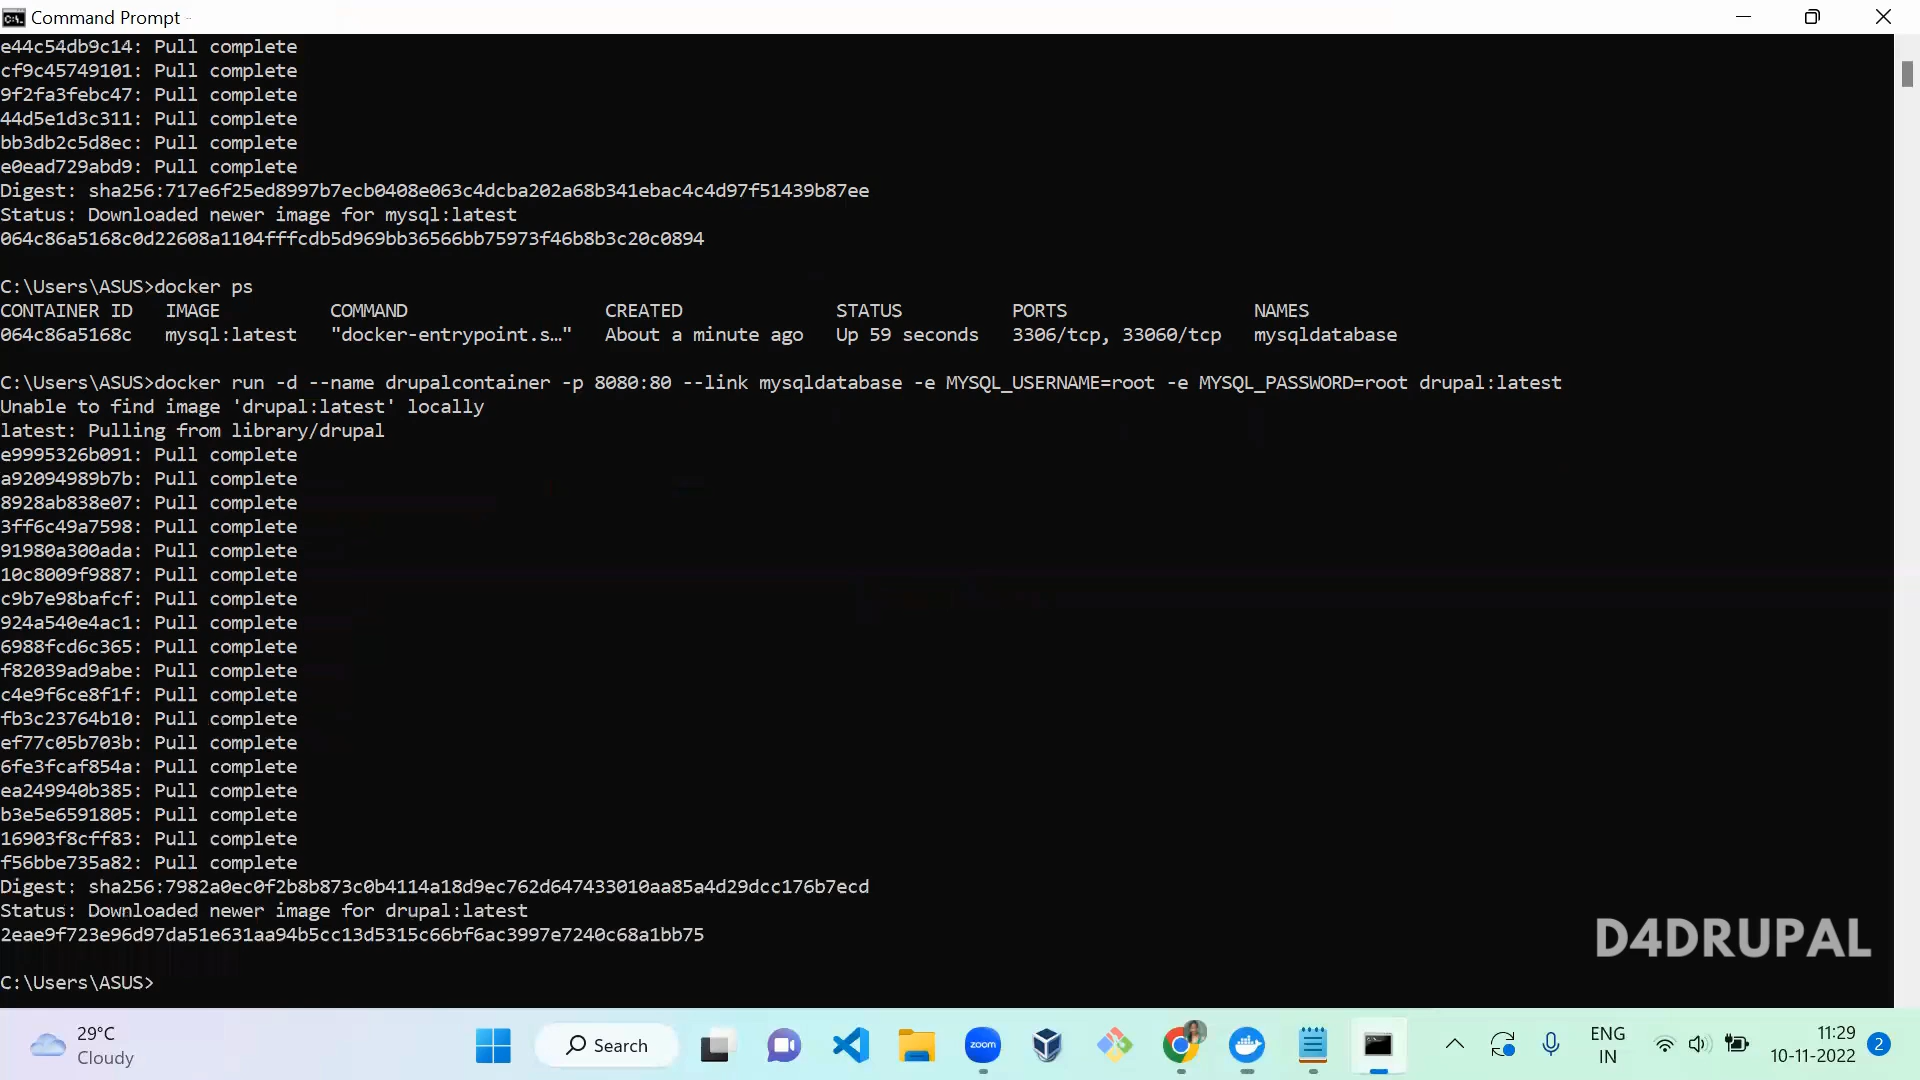 Command Prompt
e44c54db9c14: Pull complete
cf9c45749101: Pull complete
9f2fa3febc47: Pull complete
44d5e1d3c311: Pull complete
bb3db2c5d8ec: Pull complete
e0ead729abd9: Pull complete
Digest: sha256:717e6f25ed8997b7ecb0408e063c4dcba202a68b341ebac4c4d97f51439b87ee
Status: Downloaded newer image for mysql:latest
064c86a5168c0d22608a1104fffcdb5d969bb36566bb75973f46b8b3c20c0894
C:\Users\ASUS>docker ps
CONTAINER ID IMAGE COMMAND CREATED STATUS PORTS NAMES
064c86a5168c mysql:latest "docker-entrypoint.s…" About a minute ago Up 59 seconds 3306/tcp, 33060/tcp mysqldatabase
C:\Users\ASUS>docker run -d --name drupalcontainer -p 8080:80 --link mysqldatabase -e MYSQL_USERNAME=root -e MYSQL_PASSWORD=root drupal:latest
Unable to find image 'drupal:latest' locally
latest: Pulling from library/drupal
e9995326b091: Pull complete
a92094989b7b: Pull complete
8928ab838e07: Pull complete
3ff6c49a7598: Pull complete
91980a300ada: Pull complete
10c8009f9887: Pull complete
c9b7e98bafcf: Pull complete
924a540e4ac1: Pull complete
6988fcd6c365: Pull complete
f82039ad9abe: Pull complete
c4e9f6ce8f1f: Pull complete
fb3c23764b10: Pull complete
ef77c05b703b: Pull complete
6fe3fcaf854a: Pull complete
ea249940b385: Pull complete
b3e5e6591805: Pull complete
16903f8cff83: Pull complete
f56bbe735a82: Pull complete
Digest: sha256:7982a0ec0f2b8b873c0b4114a18d9ec762d647433010aa85a4d29dcc176b7ecd
Status: Downloaded newer image for drupal:latest
2eae9f723e96d97da51e631aa94b5cc13d5315c66bf6ac3997e7240c68a1bb75
D4DRUPAL
C:\Users\ASUS>
29°C
Cloudy
Search
zoom
ENG
IN
11:29
10-11-2022
2